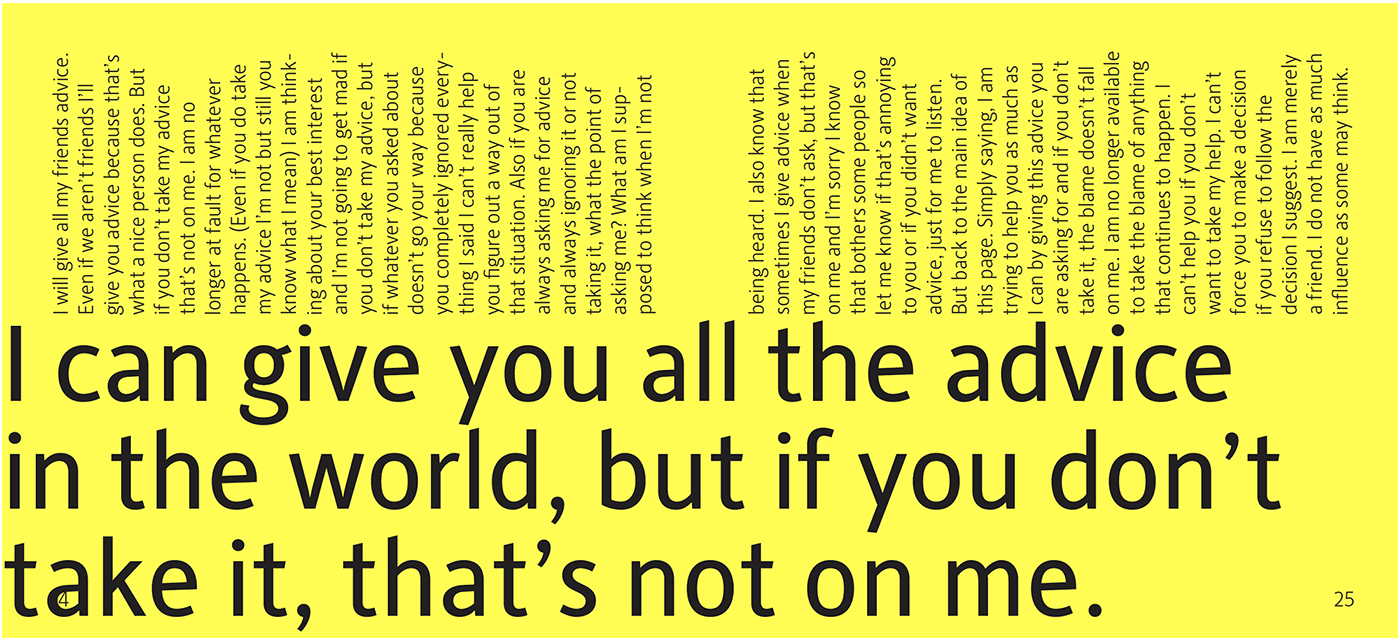 I will give all my friends advice.
Even if we aren't friends I'll
give you advice because that's
what a nice person does. But
if you don't take my advice
that's not on me. I am no
longer at fault for whatever
happens. (Even if you do take
my advice I'm not but still you
know what I mean) I am think-
ing about your best interest
and I'm not going to get mad if
you don't take my advice, but
if whatever you asked about
doesn't go your way because
you completely ignored every-
thing I said I can't really help
you figure out a way out of
that situation. Also if you are
always asking me for advice
and always ignoring it or not
taking it, what the point of
asking me? What am I sup-
posed to think when I'm not
being heard. I also know that
sometimes I give advice when
my friends don't ask, but that's
on me and I'm sorry I know
that bothers some people so
let me know if that's annoying
to you or if you didn't want
advice, just for me to listen.
But back to the main idea of
this page. Simply saying, I am
trying to help you as much as
I can by giving this advice you
are asking for and if you don't
take it, the blame doesn't fall
on me. I am no longer available
to take the blame of anything
that continues to happen. I
can't help you if you don't
want to take my help. I can't
force you to make a decision
if you refuse to follow the
decision I suggest. I am merely
a friend. I do not have as much
influence as some may think.
I can give you all the advice
in the world, but if you don't
take it, that's not on me.
25